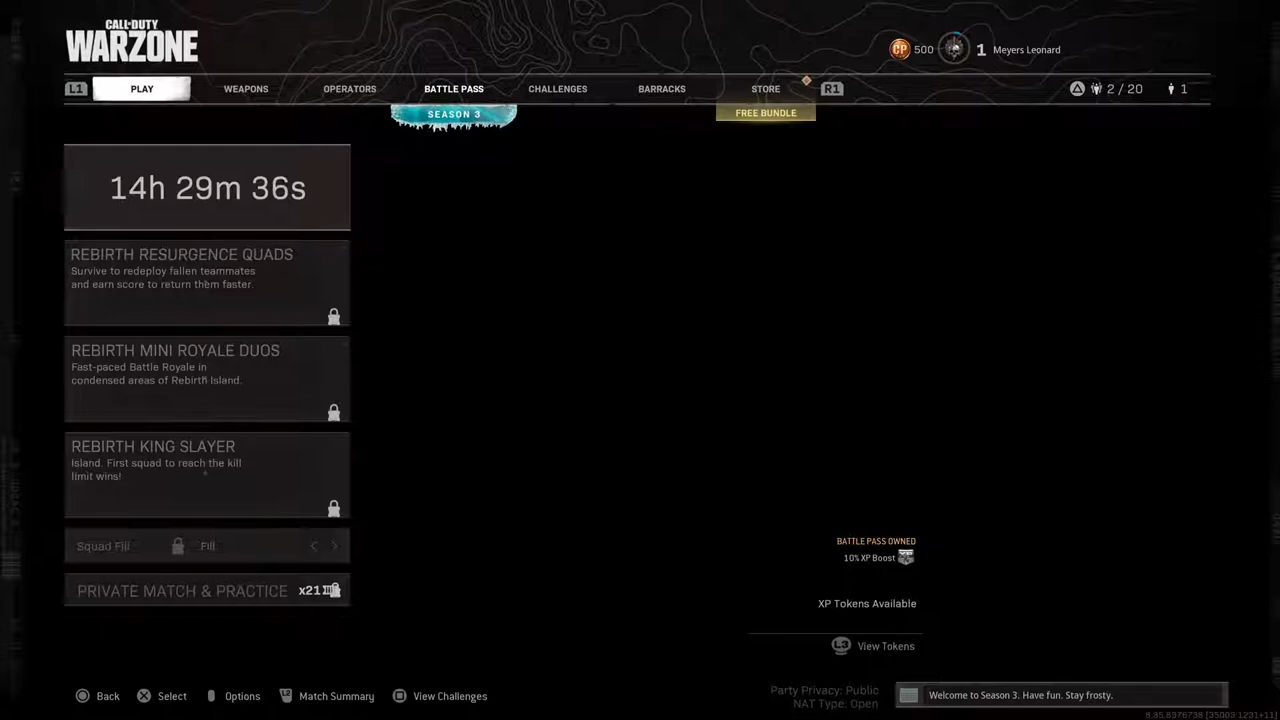 CALL OF DUTY
WARZONE
CP 500 1 Meyers Leonard
L1 PLAY WEAPONS OPERATORS BATTLE PASS CHALLENGES BARRACKS STORE R1 2 / 20 1
SEASON 3 FREE BUNDLE
14h 29m 36s
REBIRTH RESURGENCE QUADS
Survive to redeploy fallen teammates
and earn score to return them faster.
REBIRTH MINI ROYALE DUOS
Fast-paced Battle Royale in
condensed areas of Rebirth Island.
REBIRTH KING SLAYER
Island. First squad to reach the kill
limit wins!
Squad Fill Fill
PRIVATE MATCH & PRACTICE x21
BATTLE PASS OWNED
10% XP Boost
XP Tokens Available
L3 View Tokens
Back Select Options L2 Match Summary View Challenges
Party Privacy: Public
NAT Type: Open
Welcome to Season 3. Have fun. Stay frosty.